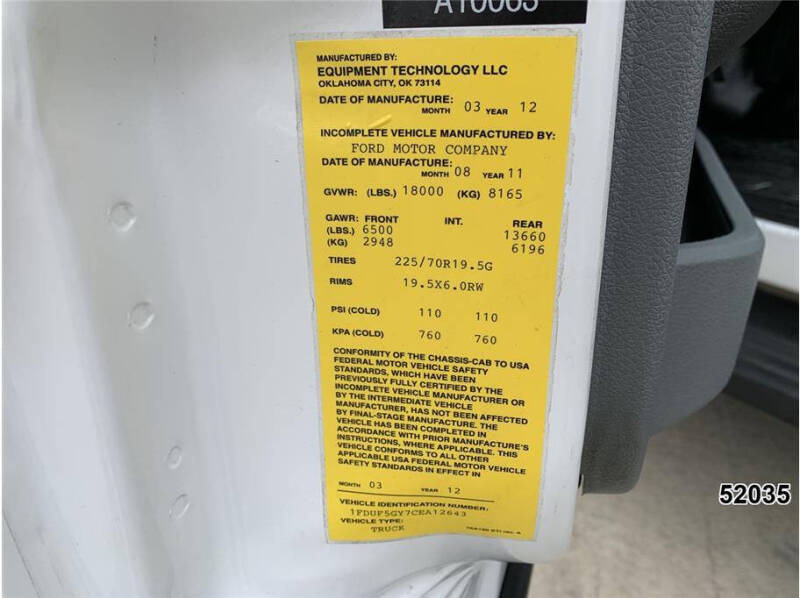 A10063
MANUFACTURED BY:
EQUIPMENT TECHNOLOGY LLC
OKLAHOMA CITY, OK 73114
DATE OF MANUFACTURE:
MONTH 03 YEAR 12
INCOMPLETE VEHICLE MANUFACTURED BY:
FORD MOTOR COMPANY
DATE OF MANUFACTURE:
MONTH 08 YEAR 11
GVWR: (LBS.) 18000 (KG) 8165
GAWR: FRONT INT. REAR
(LBS.) 6500 13660
(KG) 2948 6196
TIRES 225/70R19.5G
RIMS 19.5X6.0RW
PSI (COLD) 110 110
KPA (COLD) 760 760
CONFORMITY OF THE CHASSIS-CAB TO USA
FEDERAL MOTOR VEHICLE SAFETY
STANDARDS, WHICH HAVE BEEN
PREVIOUSLY FULLY CERTIFIED BY THE
INCOMPLETE VEHICLE MANUFACTURER OR
BY THE INTERMEDIATE VEHICLE
MANUFACTURER, HAS NOT BEEN AFFECTED
BY FINAL-STAGE MANUFACTURE. THE
VEHICLE HAS BEEN COMPLETED IN
ACCORDANCE WITH PRIOR MANUFACTURE'S
INSTRUCTIONS, WHERE APPLICABLE. THIS
VEHICLE CONFORMS TO ALL OTHER
APPLICABLE USA FEDERAL MOTOR VEHICLE
SAFETY STANDARDS IN EFFECT IN
MONTH 03 YEAR 12
VEHICLE IDENTIFICATION NUMBER:
1FDUF5GY7CEA12643
VEHICLE TYPE:
TRUCK
52035